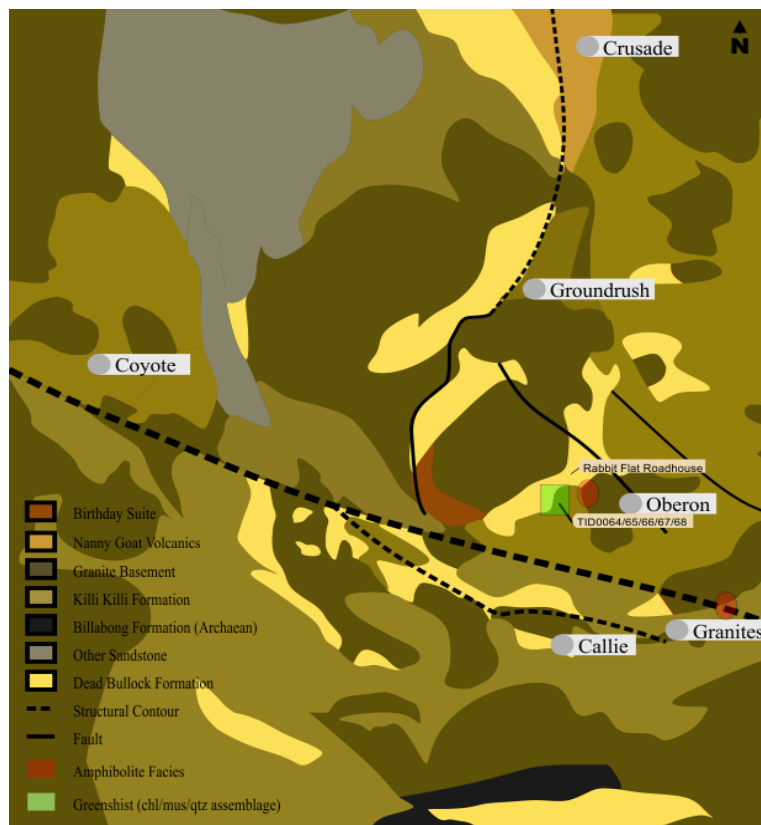 Crusade
N
Groundrush
Coyote
Rabbit Flat Roadhouse
Oberon
TID0064/65/66/67/68
Granites
Callie
Birthday Suite
Nanny Goat Volcanics
Granite Basement
Killi Killi Formation
Billabong Formation (Archaean)
Other Sandstone
Dead Bullock Formation
Structural Contour
Fault
Amphibolite Facies
Greenshist (chl/mus/qtz assemblage)